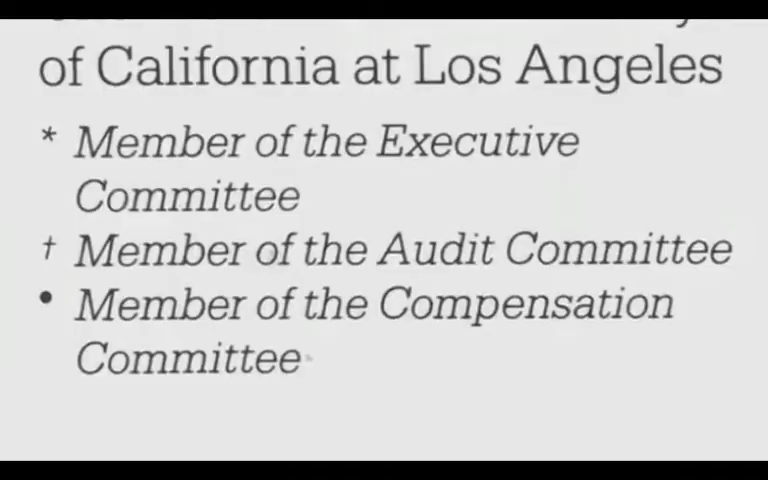 of California at Los Angeles
* Member of the Executive
Committee
† Member of the Audit Committee
• Member of the Compensation
Committee